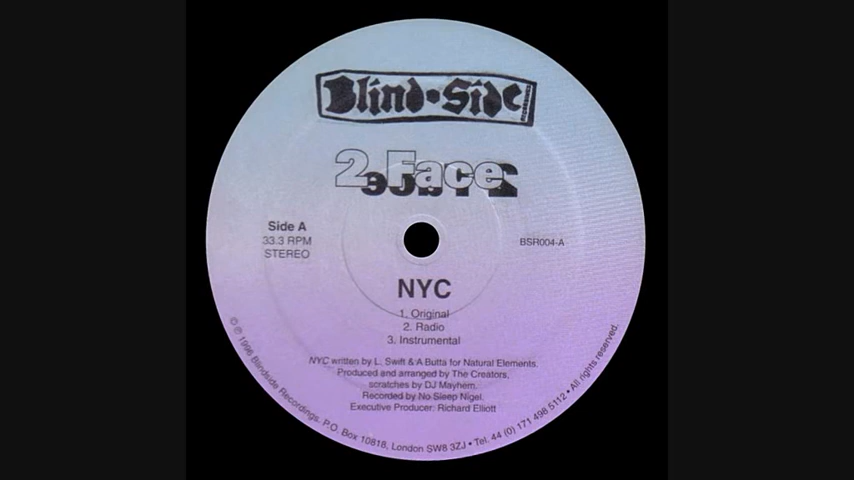 Blind•Side
2 Face
Side A
33.3 RPM
STEREO
BSR004-A
NYC
1. Original
2. Radio
3. Instrumental
NYC written by L. Swift & A Butta for Natural Elements.
Produced and arranged by The Creators,
scratches by DJ Mayhem.
Recorded by No Sleep Nigel.
Executive Producer: Richard Elliott
℗ © 1996 Blindside Recordings. P.O. Box 10818, London SW8 3ZJ • Tel. 44 (0) 171 498 5112 • All rights reserved.